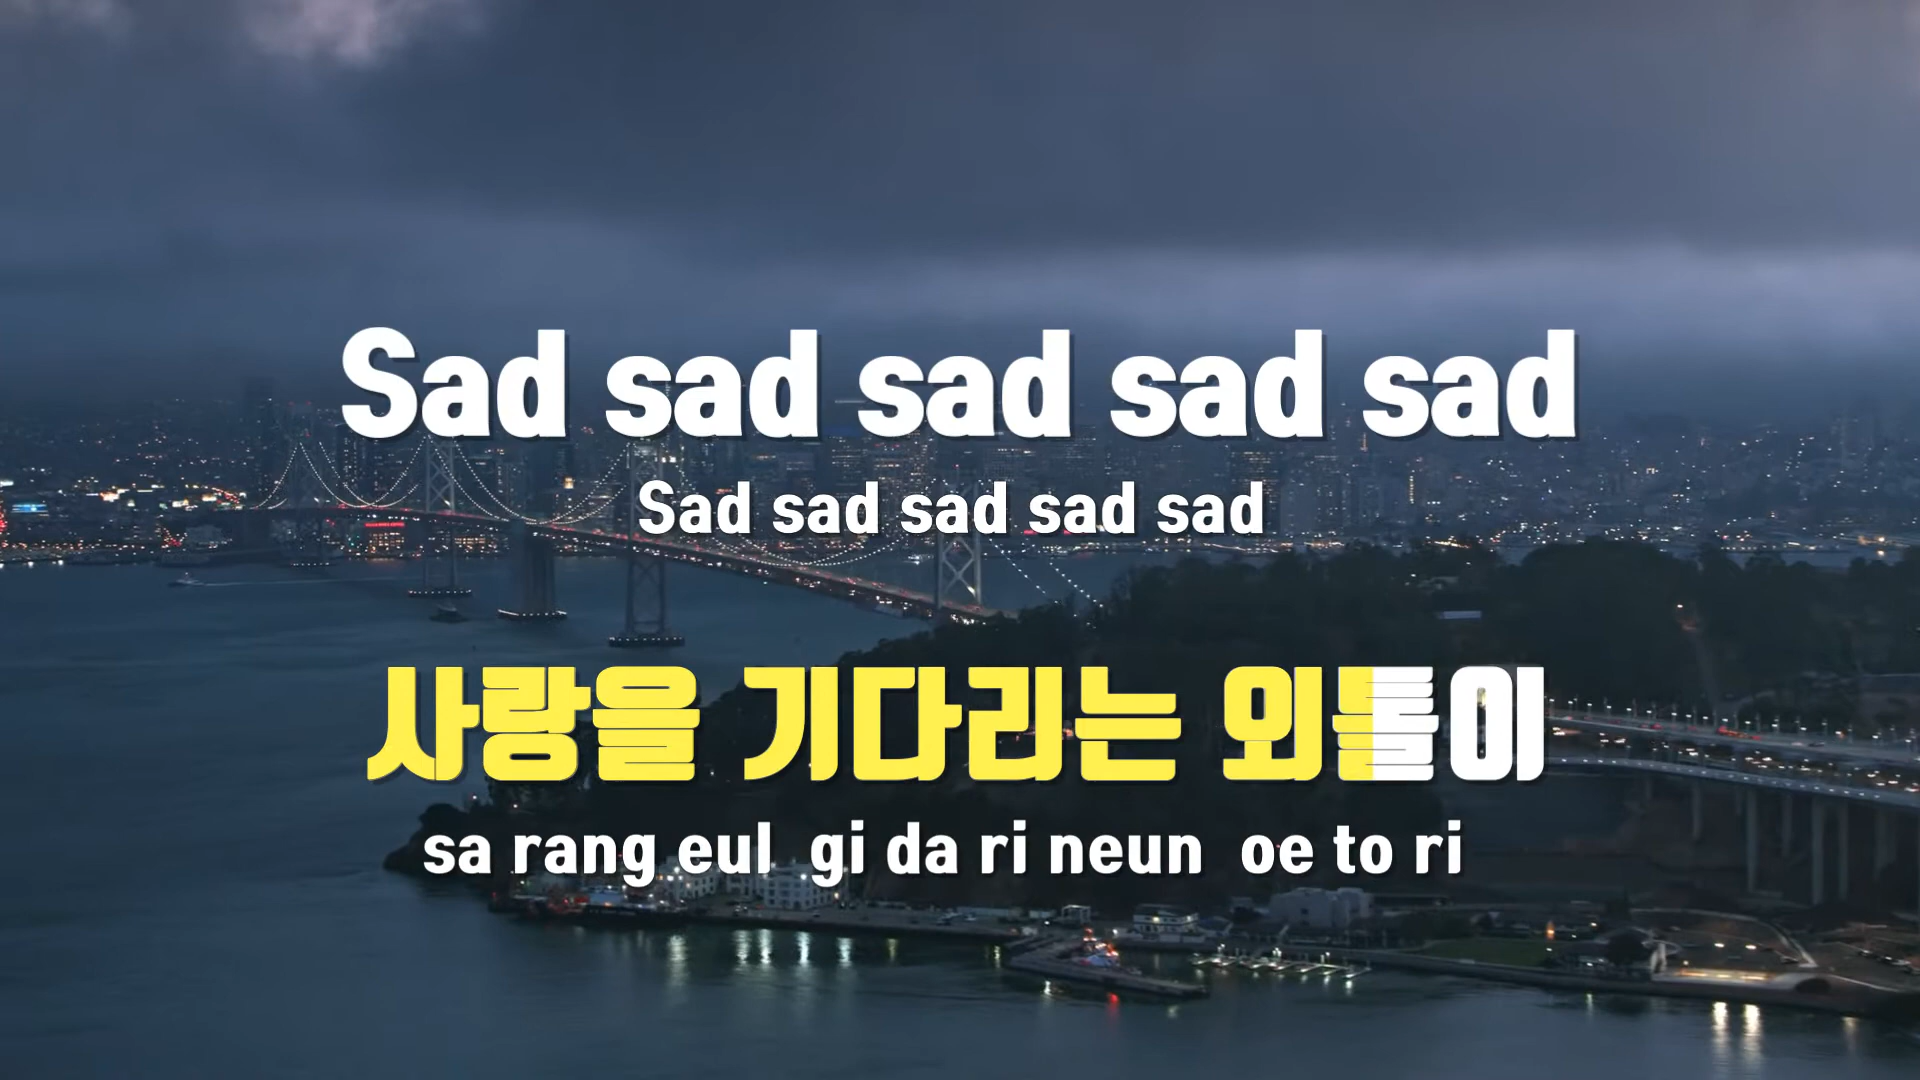 Sad sad sad sad sad
Sad sad sad sad sad
사랑을 기다리는 외톨이
sa rang eul gi da ri neun oe to ri